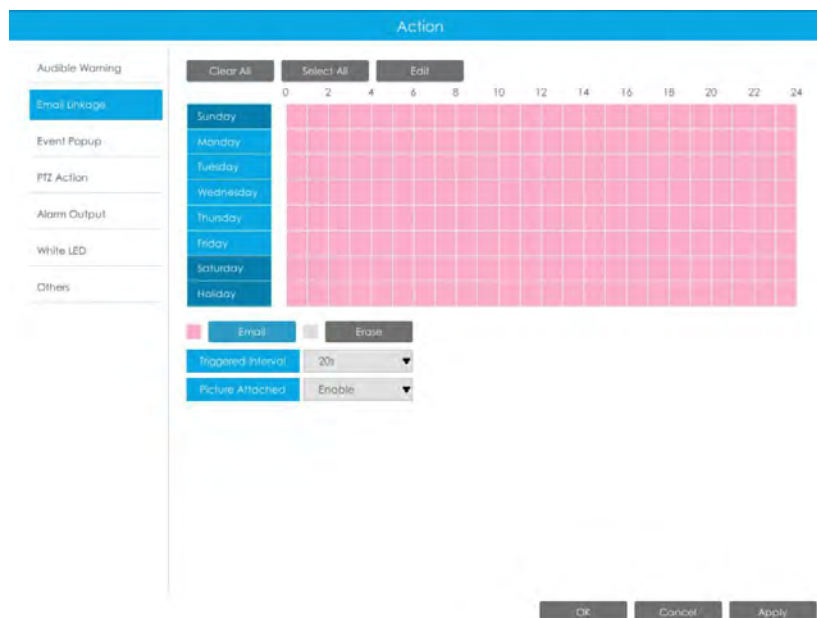 Action
Audible Warning
Email Linkage
Event Popup
PTZ Action
Alarm Output
White LED
Others
Clear All Select All Edit
0 2 4 6 8 10 12 14 16 18 20 22 24
Sunday
Monday
Tuesday
Wednesday
Thursday
Friday
Saturday
Holiday
Email Erase
Triggered Interval 20s
Picture Attached Enable
OK Cancel Apply